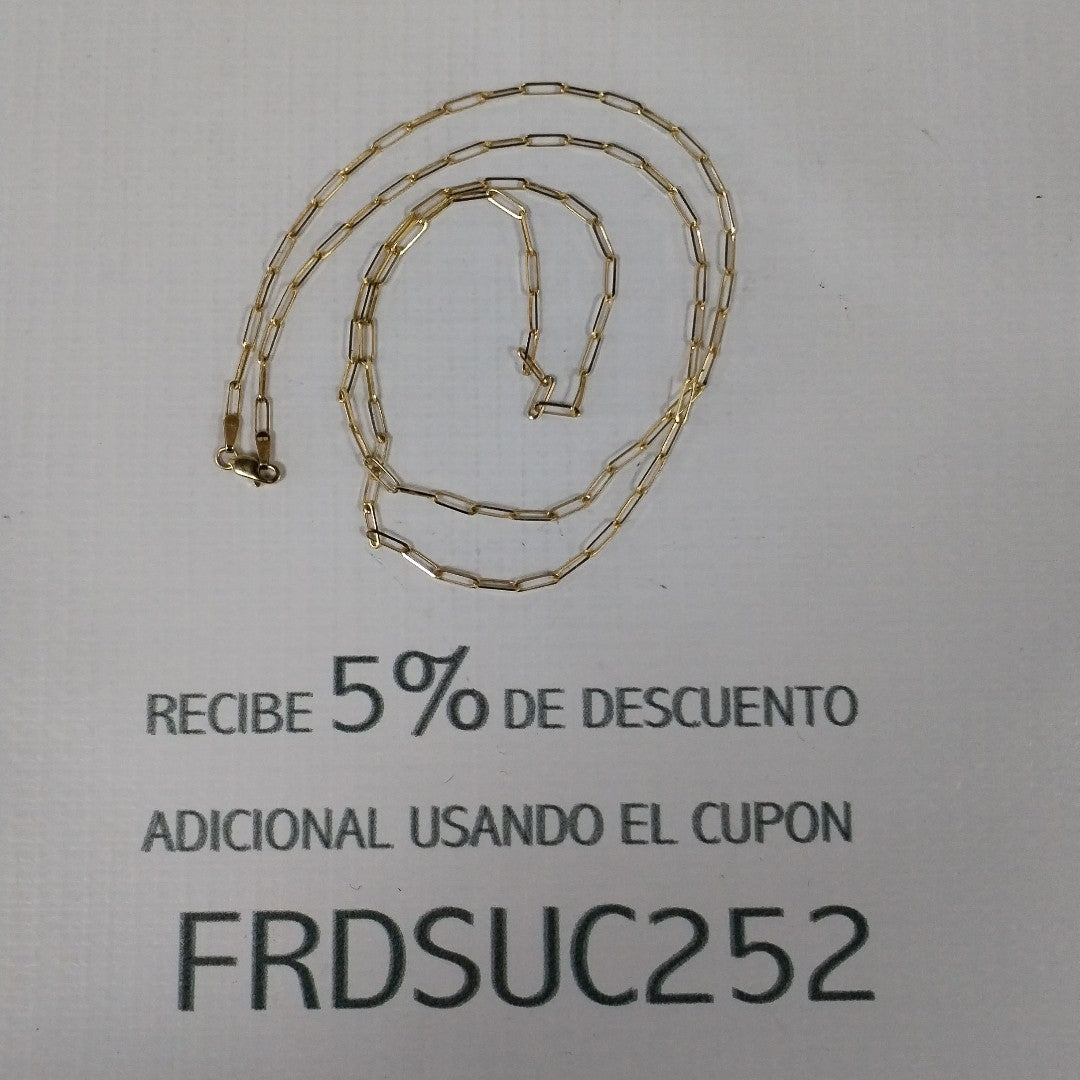 RECIBE 5% DE DESCUENTO
ADICIONAL USANDO EL CUPON
FRDSUC252